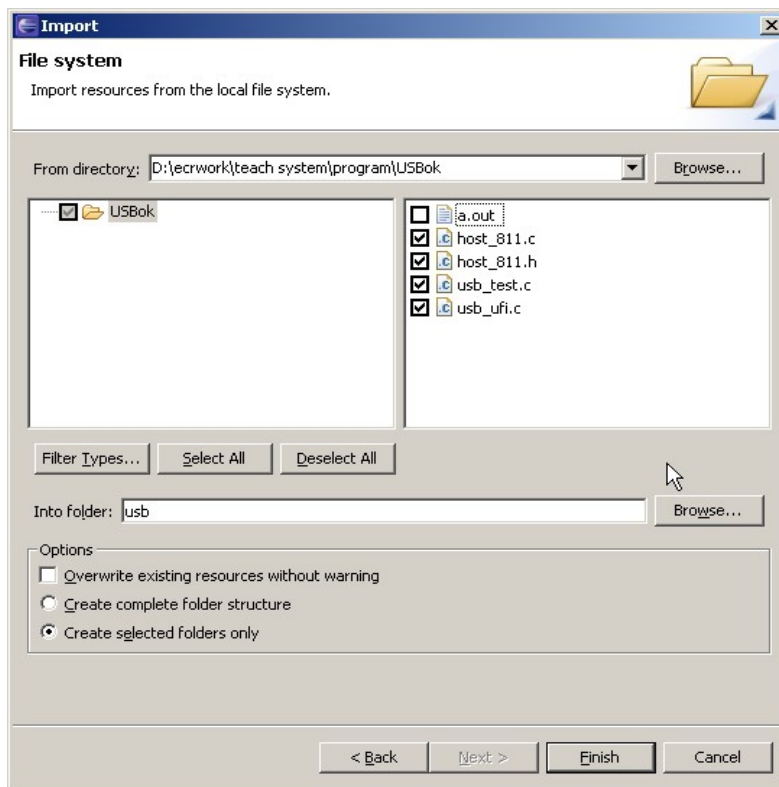 Import
File system
Import resources from the local file system.
From directory: D:\ecrwork\teach system\program\USBok Browse...
USBok
a.out
host_811.c
host_811.h
usb_test.c
usb_ufi.c
Filter Types... Select All Deselect All
Into folder: usb Browse...
Options
Overwrite existing resources without warning
Create complete folder structure
Create selected folders only
< Back Next > Finish Cancel